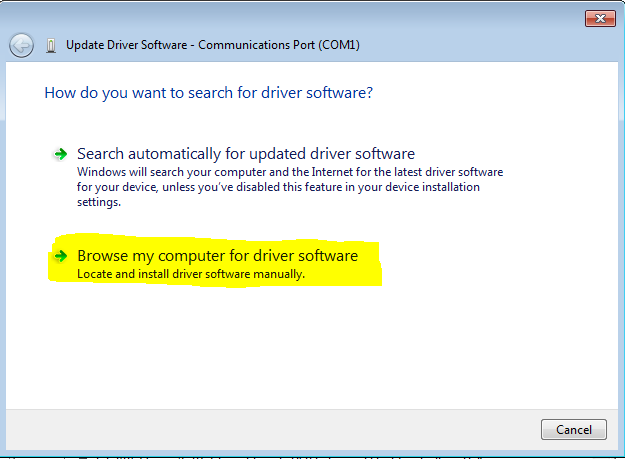 Update Driver Software - Communications Port (COM1)
How do you want to search for driver software?
Search automatically for updated driver software
Windows will search your computer and the Internet for the latest driver software
for your device, unless you've disabled this feature in your device installation
settings.
Browse my computer for driver software
Locate and install driver software manually.
Cancel